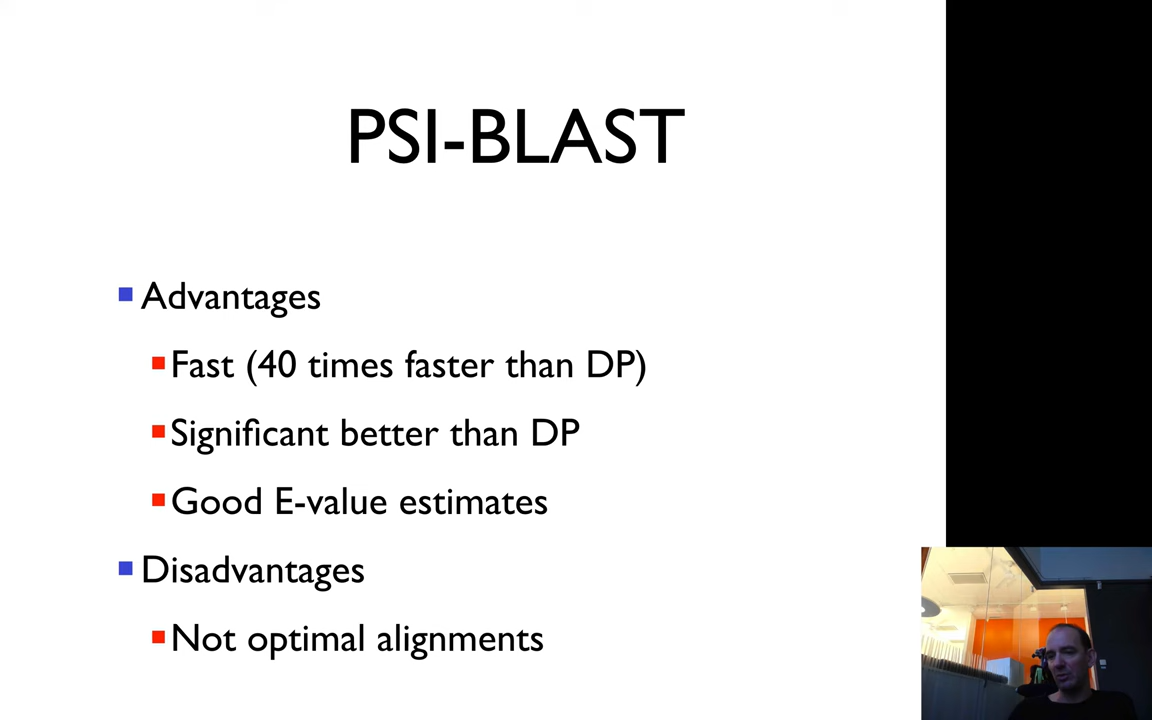 PSI-BLAST
Advantages
Fast (40 times faster than DP)
Significant better than DP
Good E-value estimates
Disadvantages
Not optimal alignments